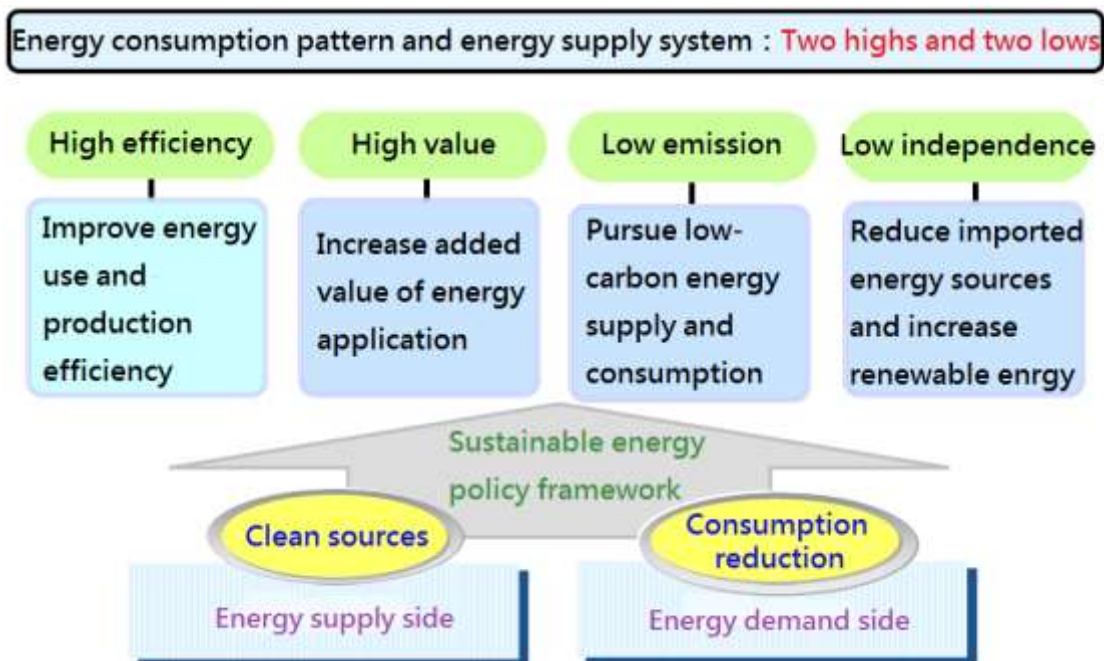 Energy consumption pattern and energy supply system：Two highs and two lows
High efficiency
High value
Low emission
Low independence
Improve energy
use and
production
efficiency
Increase added
value of energy
application
Pursue low-
carbon energy
supply and
consumption
Reduce imported
energy sources
and increase
renewable enrgy
Sustainable energy
policy framework
Clean sources
Consumption
reduction
Energy supply side
Energy demand side